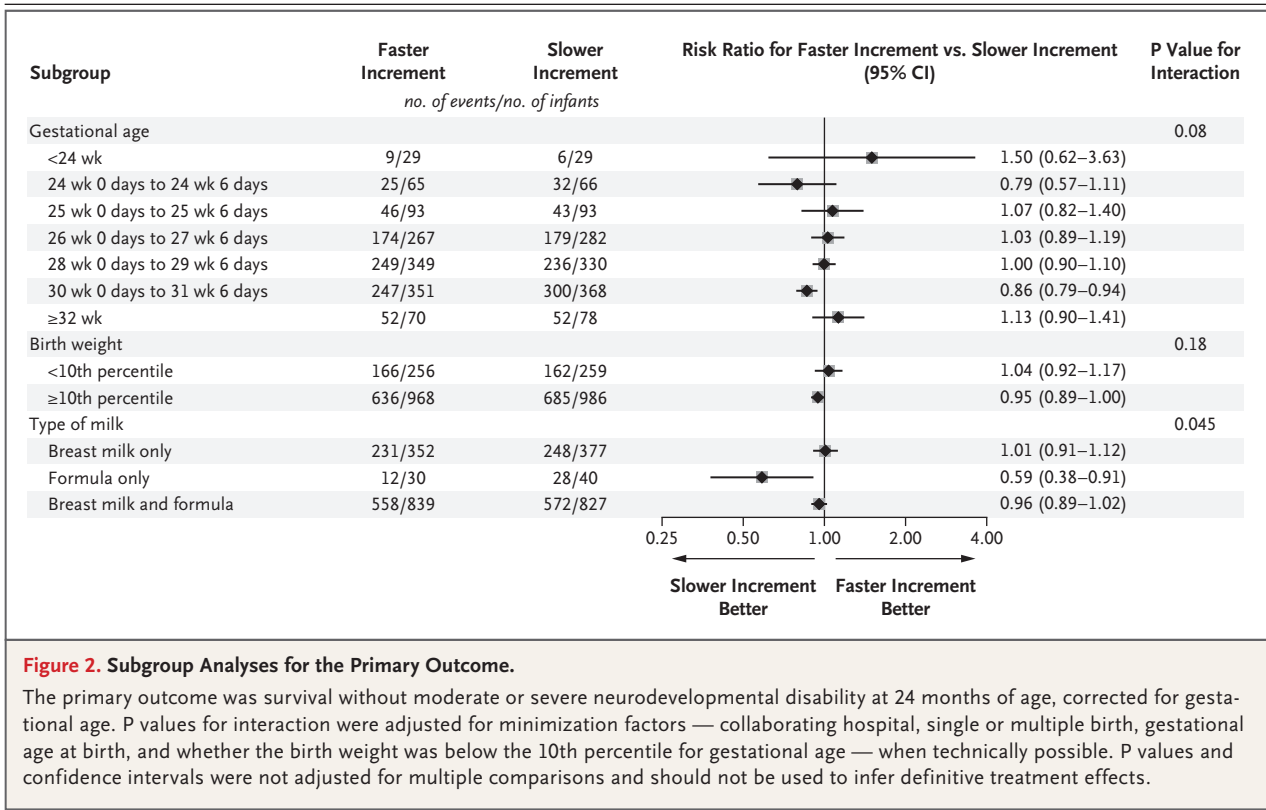 Subgroup Faster Increment Slower Increment Risk Ratio for Faster Increment vs. Slower Increment (95% CI) P Value for Interaction
no. of events/no. of infants
Gestational age 0.08
<24 wk 9/29 6/29 1.50 (0.62–3.63)
24 wk 0 days to 24 wk 6 days 25/65 32/66 0.79 (0.57–1.11)
25 wk 0 days to 25 wk 6 days 46/93 43/93 1.07 (0.82–1.40)
26 wk 0 days to 27 wk 6 days 174/267 179/282 1.03 (0.89–1.19)
28 wk 0 days to 29 wk 6 days 249/349 236/330 1.00 (0.90–1.10)
30 wk 0 days to 31 wk 6 days 247/351 300/368 0.86 (0.79–0.94)
≥32 wk 52/70 52/78 1.13 (0.90–1.41)
Birth weight 0.18
<10th percentile 166/256 162/259 1.04 (0.92–1.17)
≥10th percentile 636/968 685/986 0.95 (0.89–1.00)
Type of milk 0.045
Breast milk only 231/352 248/377 1.01 (0.91–1.12)
Formula only 12/30 28/40 0.59 (0.38–0.91)
Breast milk and formula 558/839 572/827 0.96 (0.89–1.02)
0.25 0.50 1.00 2.00 4.00
Slower Increment Better Faster Increment Better
Figure 2. Subgroup Analyses for the Primary Outcome.
The primary outcome was survival without moderate or severe neurodevelopmental disability at 24 months of age, corrected for gesta-
tional age. P values for interaction were adjusted for minimization factors — collaborating hospital, single or multiple birth, gestational
age at birth, and whether the birth weight was below the 10th percentile for gestational age — when technically possible. P values and
confidence intervals were not adjusted for multiple comparisons and should not be used to infer definitive treatment effects.